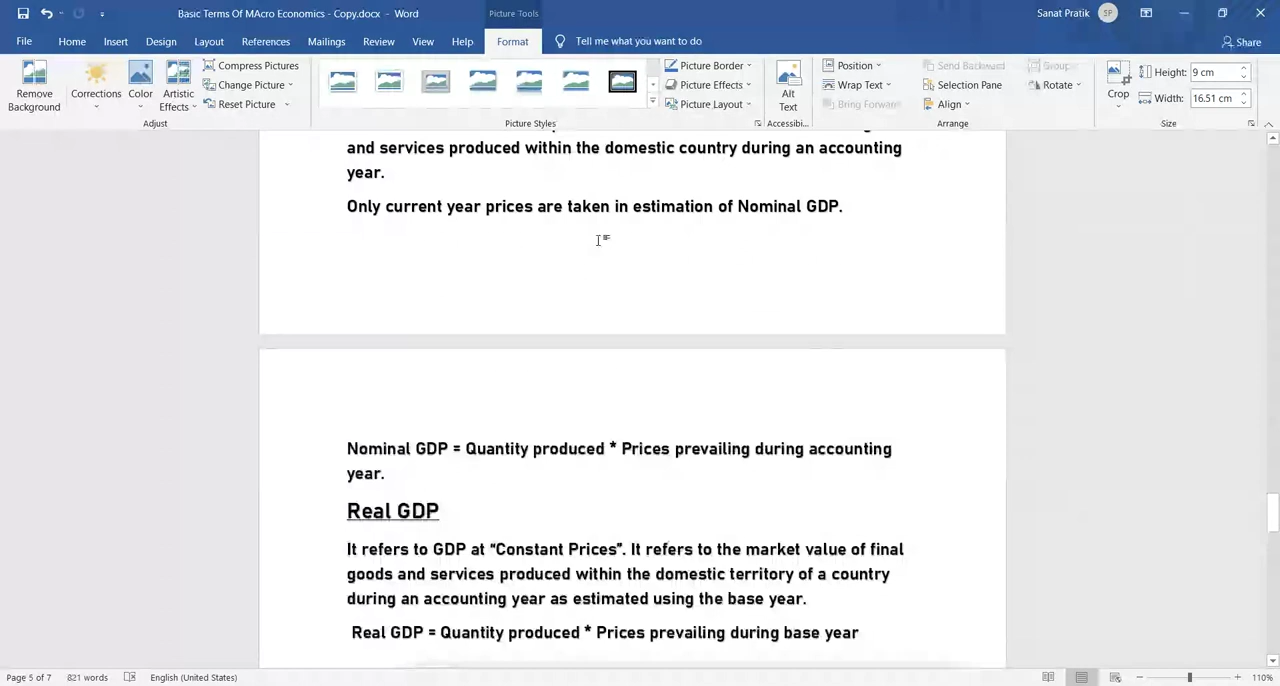 Basic Terms Of MAcro Economics - Copy.docx - Word
Picture Tools
Sanat Pratik
SP
File
Home
Insert
Design
Layout
References
Mailings
Review
View
Help
Format
Tell me what you want to do
Share
Remove
Background
Corrections
Color
Artistic
Effects
Compress Pictures
Change Picture
Reset Picture
Adjust
Picture Styles
Picture Border
Picture Effects
Picture Layout
Alt
Text
Accessibi...
Position
Wrap Text
Bring Forward
Send Backward
Selection Pane
Align
Group
Rotate
Arrange
Crop
Height:
9 cm
Width:
16.51 cm
Size
and services produced within the domestic country during an accounting
year.
Only current year prices are taken in estimation of Nominal GDP.
Nominal GDP = Quantity produced * Prices prevailing during accounting
year.
Real GDP
It refers to GDP at “Constant Prices”. It refers to the market value of final
goods and services produced within the domestic territory of a country
during an accounting year as estimated using the base year.
Real GDP = Quantity produced * Prices prevailing during base year
Page 5 of 7
821 words
English (United States)
110%